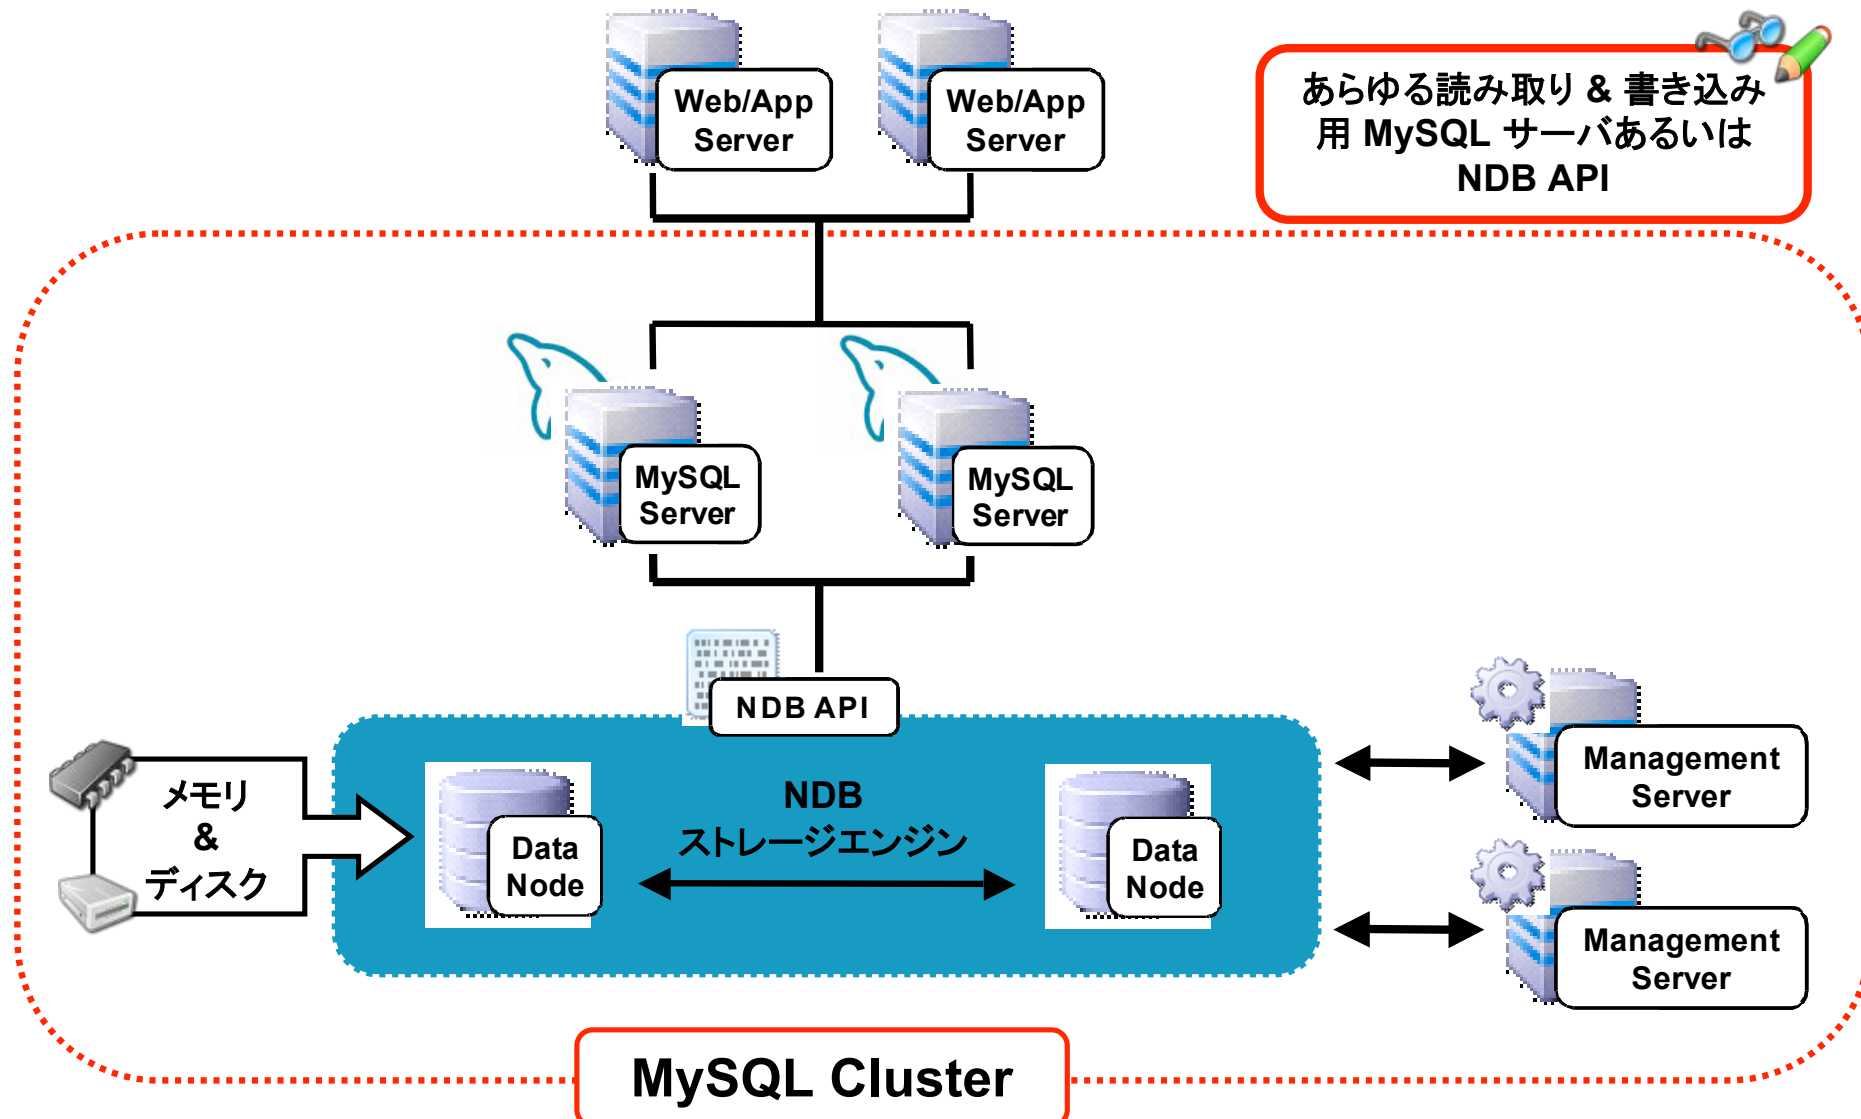 Web/App
Server
Web/App
Server
あらゆる読み取り & 書き込み
用 MySQL サーバあるいは
NDB API
MySQL
Server
MySQL
Server
NDB API
メモリ
&
ディスク
Data
Node
NDB
ストレージエンジン
Data
Node
Management
Server
Management
Server
MySQL Cluster